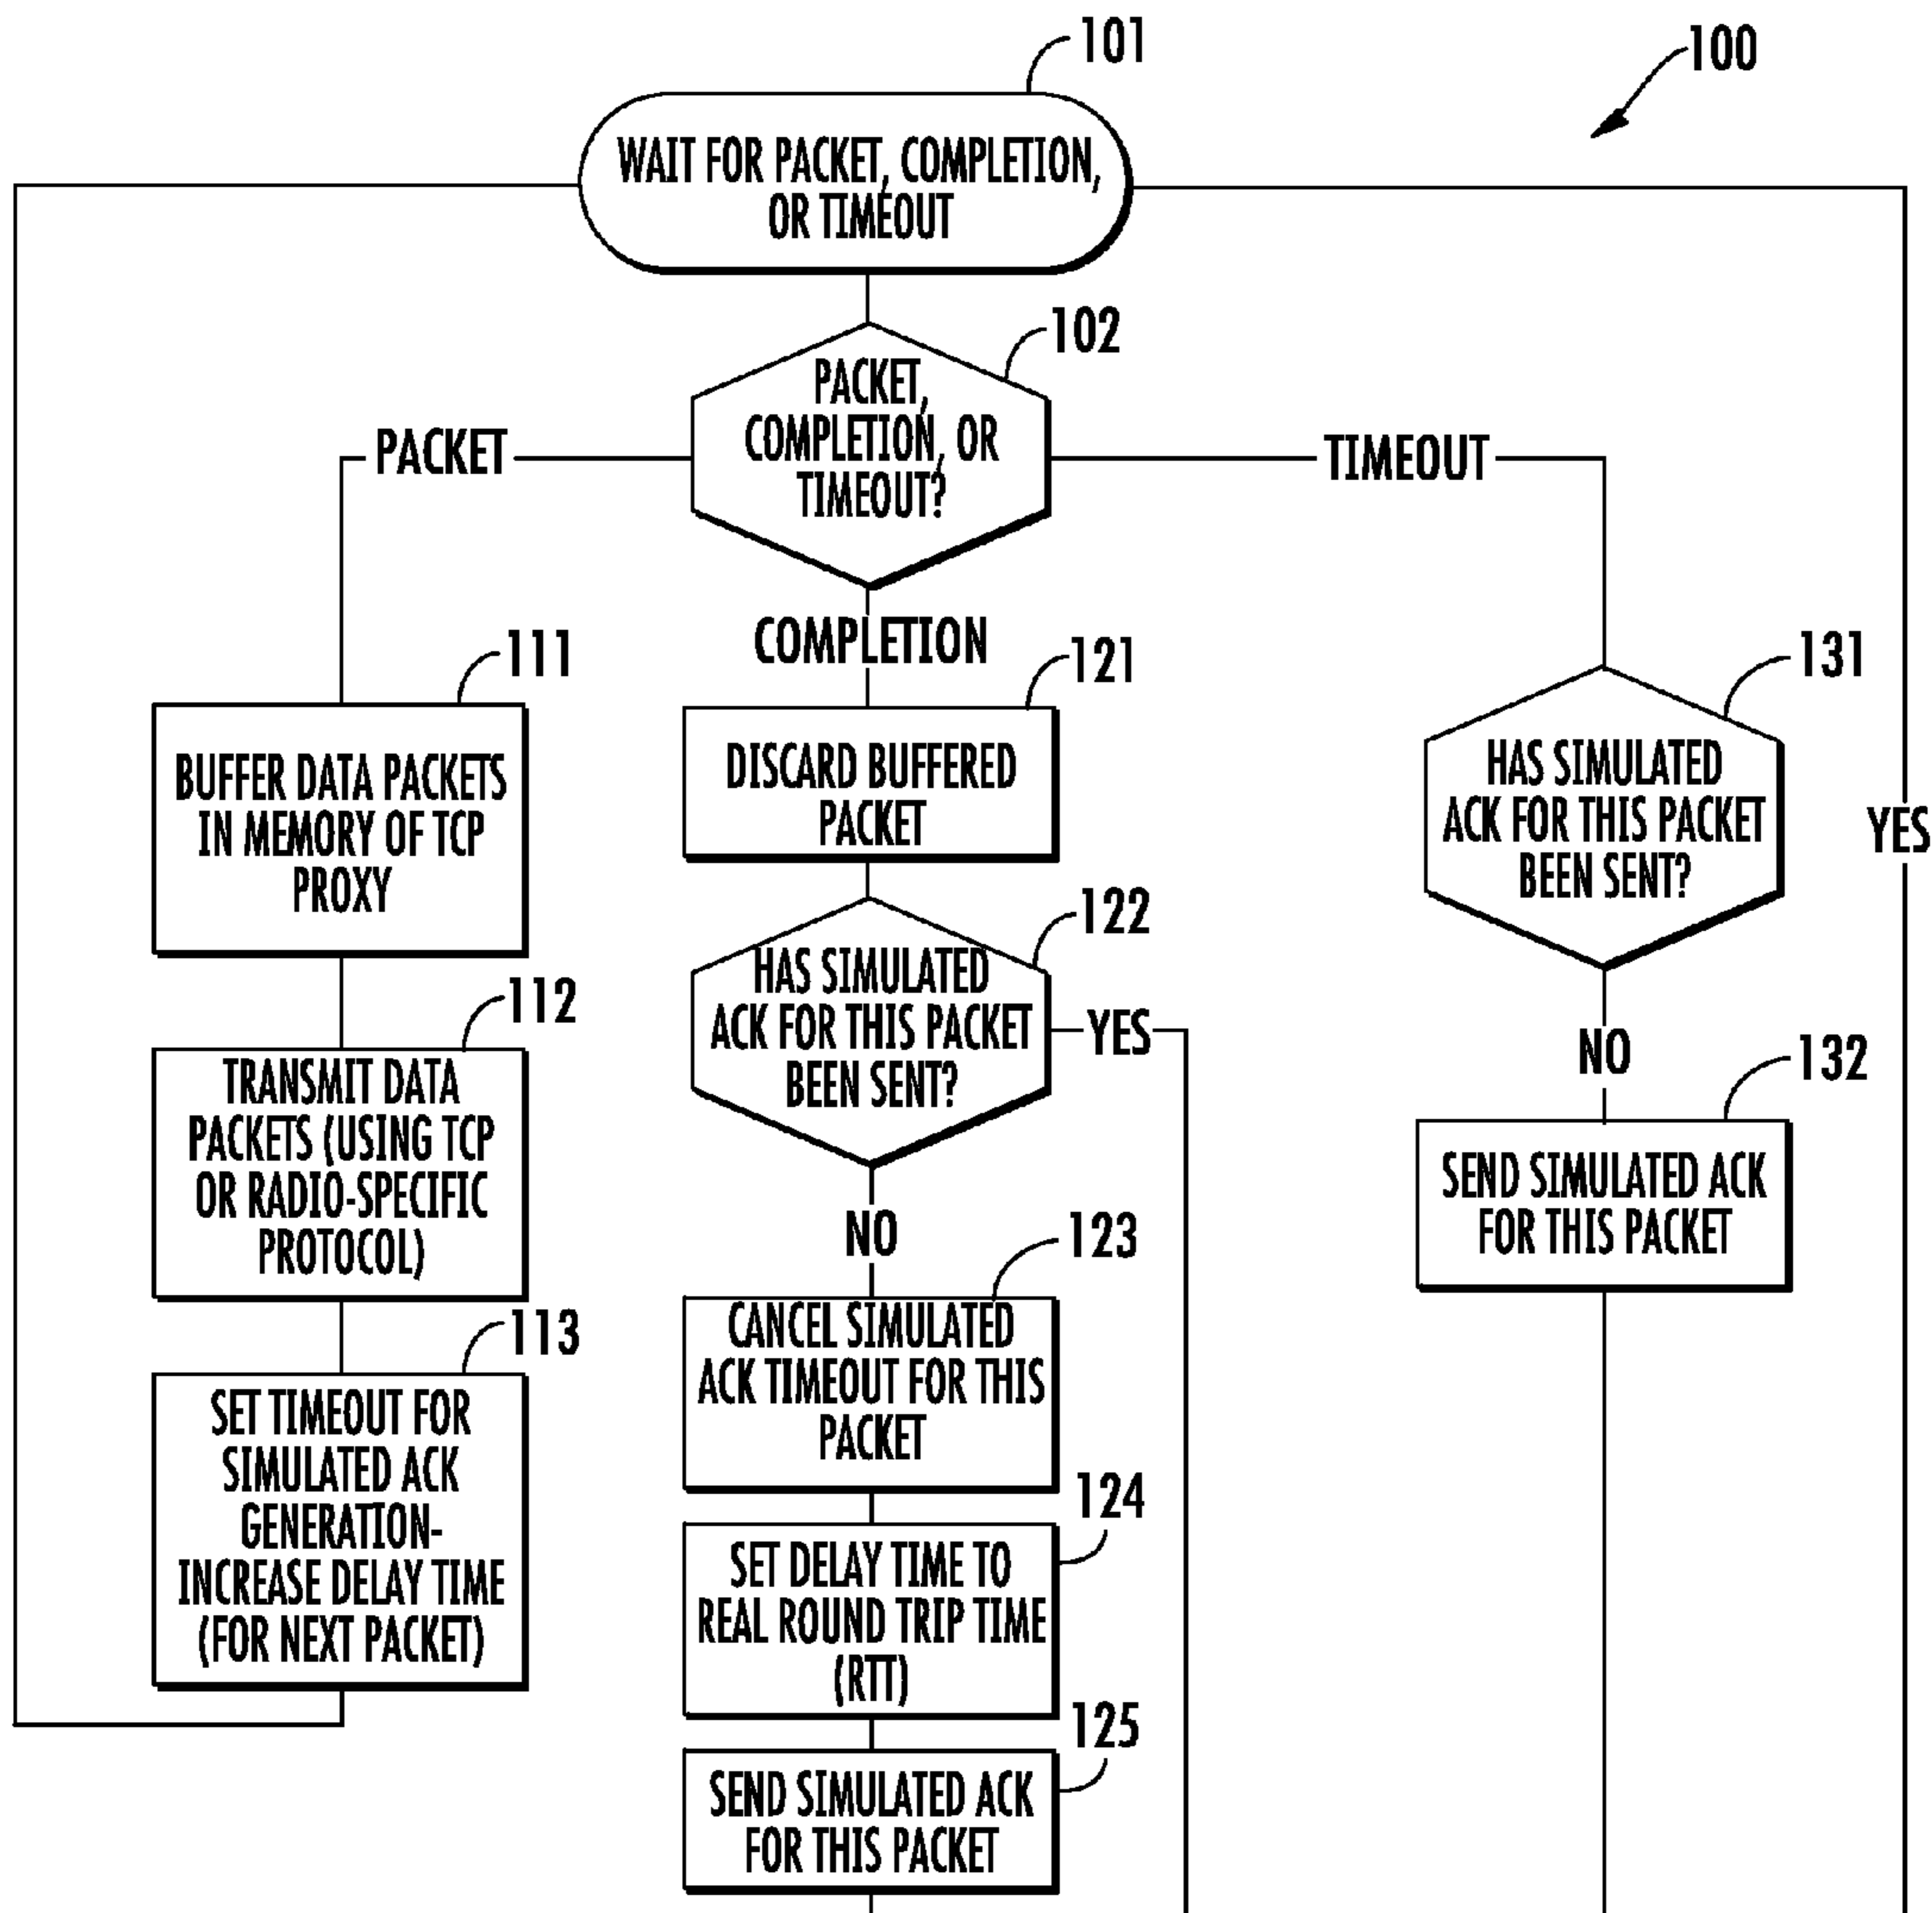 101
100
WAIT FOR PACKET, COMPLETION,
OR TIMEOUT
102
PACKET,
COMPLETION, OR
TIMEOUT?
PACKET
TIMEOUT
COMPLETION
111
BUFFER DATA PACKETS
IN MEMORY OF TCP
PROXY
112
TRANSMIT DATA
PACKETS (USING TCP
OR RADIO-SPECIFIC
PROTOCOL)
113
SET TIMEOUT FOR
SIMULATED ACK
GENERATION-
INCREASE DELAY TIME
(FOR NEXT PACKET)
121
DISCARD BUFFERED
PACKET
122
HAS SIMULATED
ACK FOR THIS PACKET
BEEN SENT?
YES
NO
123
CANCEL SIMULATED
ACK TIMEOUT FOR THIS
PACKET
124
SET DELAY TIME TO
REAL ROUND TRIP TIME
(RTT)
125
SEND SIMULATED ACK
FOR THIS PACKET
131
HAS SIMULATED
ACK FOR THIS PACKET
BEEN SENT?
YES
NO
132
SEND SIMULATED ACK
FOR THIS PACKET